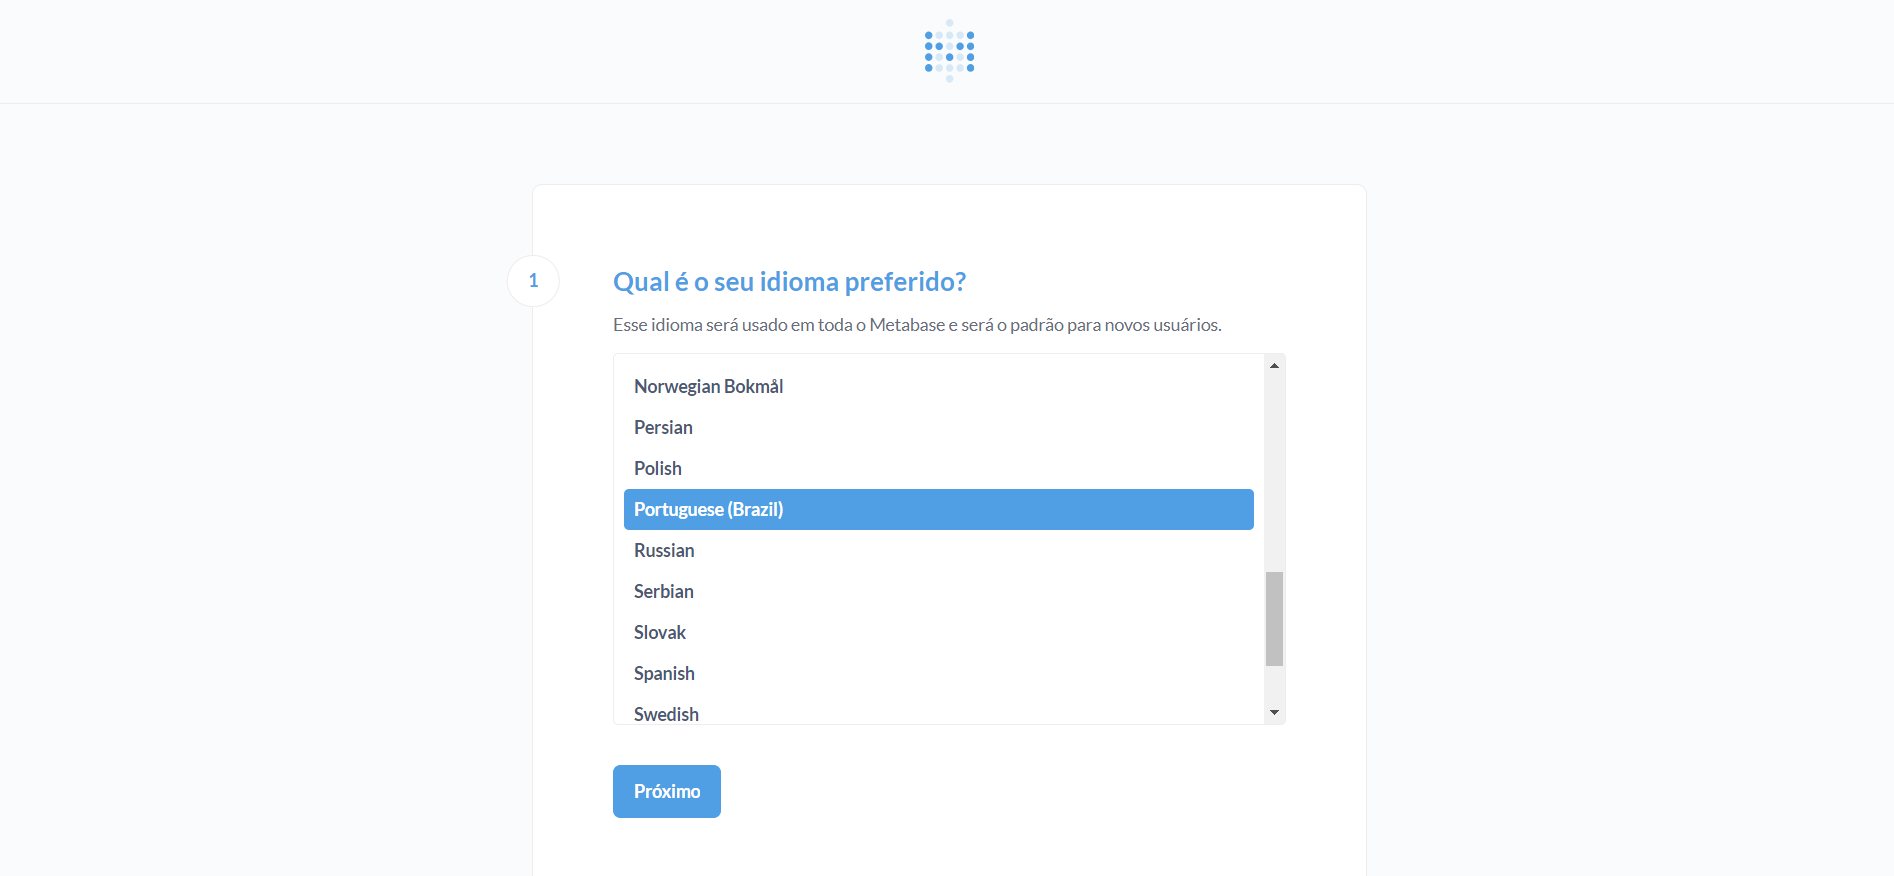 1
Qual é o seu idioma preferido?
Esse idioma será usado em toda o Metabase e será o padrão para novos usuários.
Norwegian Bokmål
Persian
Polish
Portuguese (Brazil)
Russian
Serbian
Slovak
Spanish
Swedish
Próximo